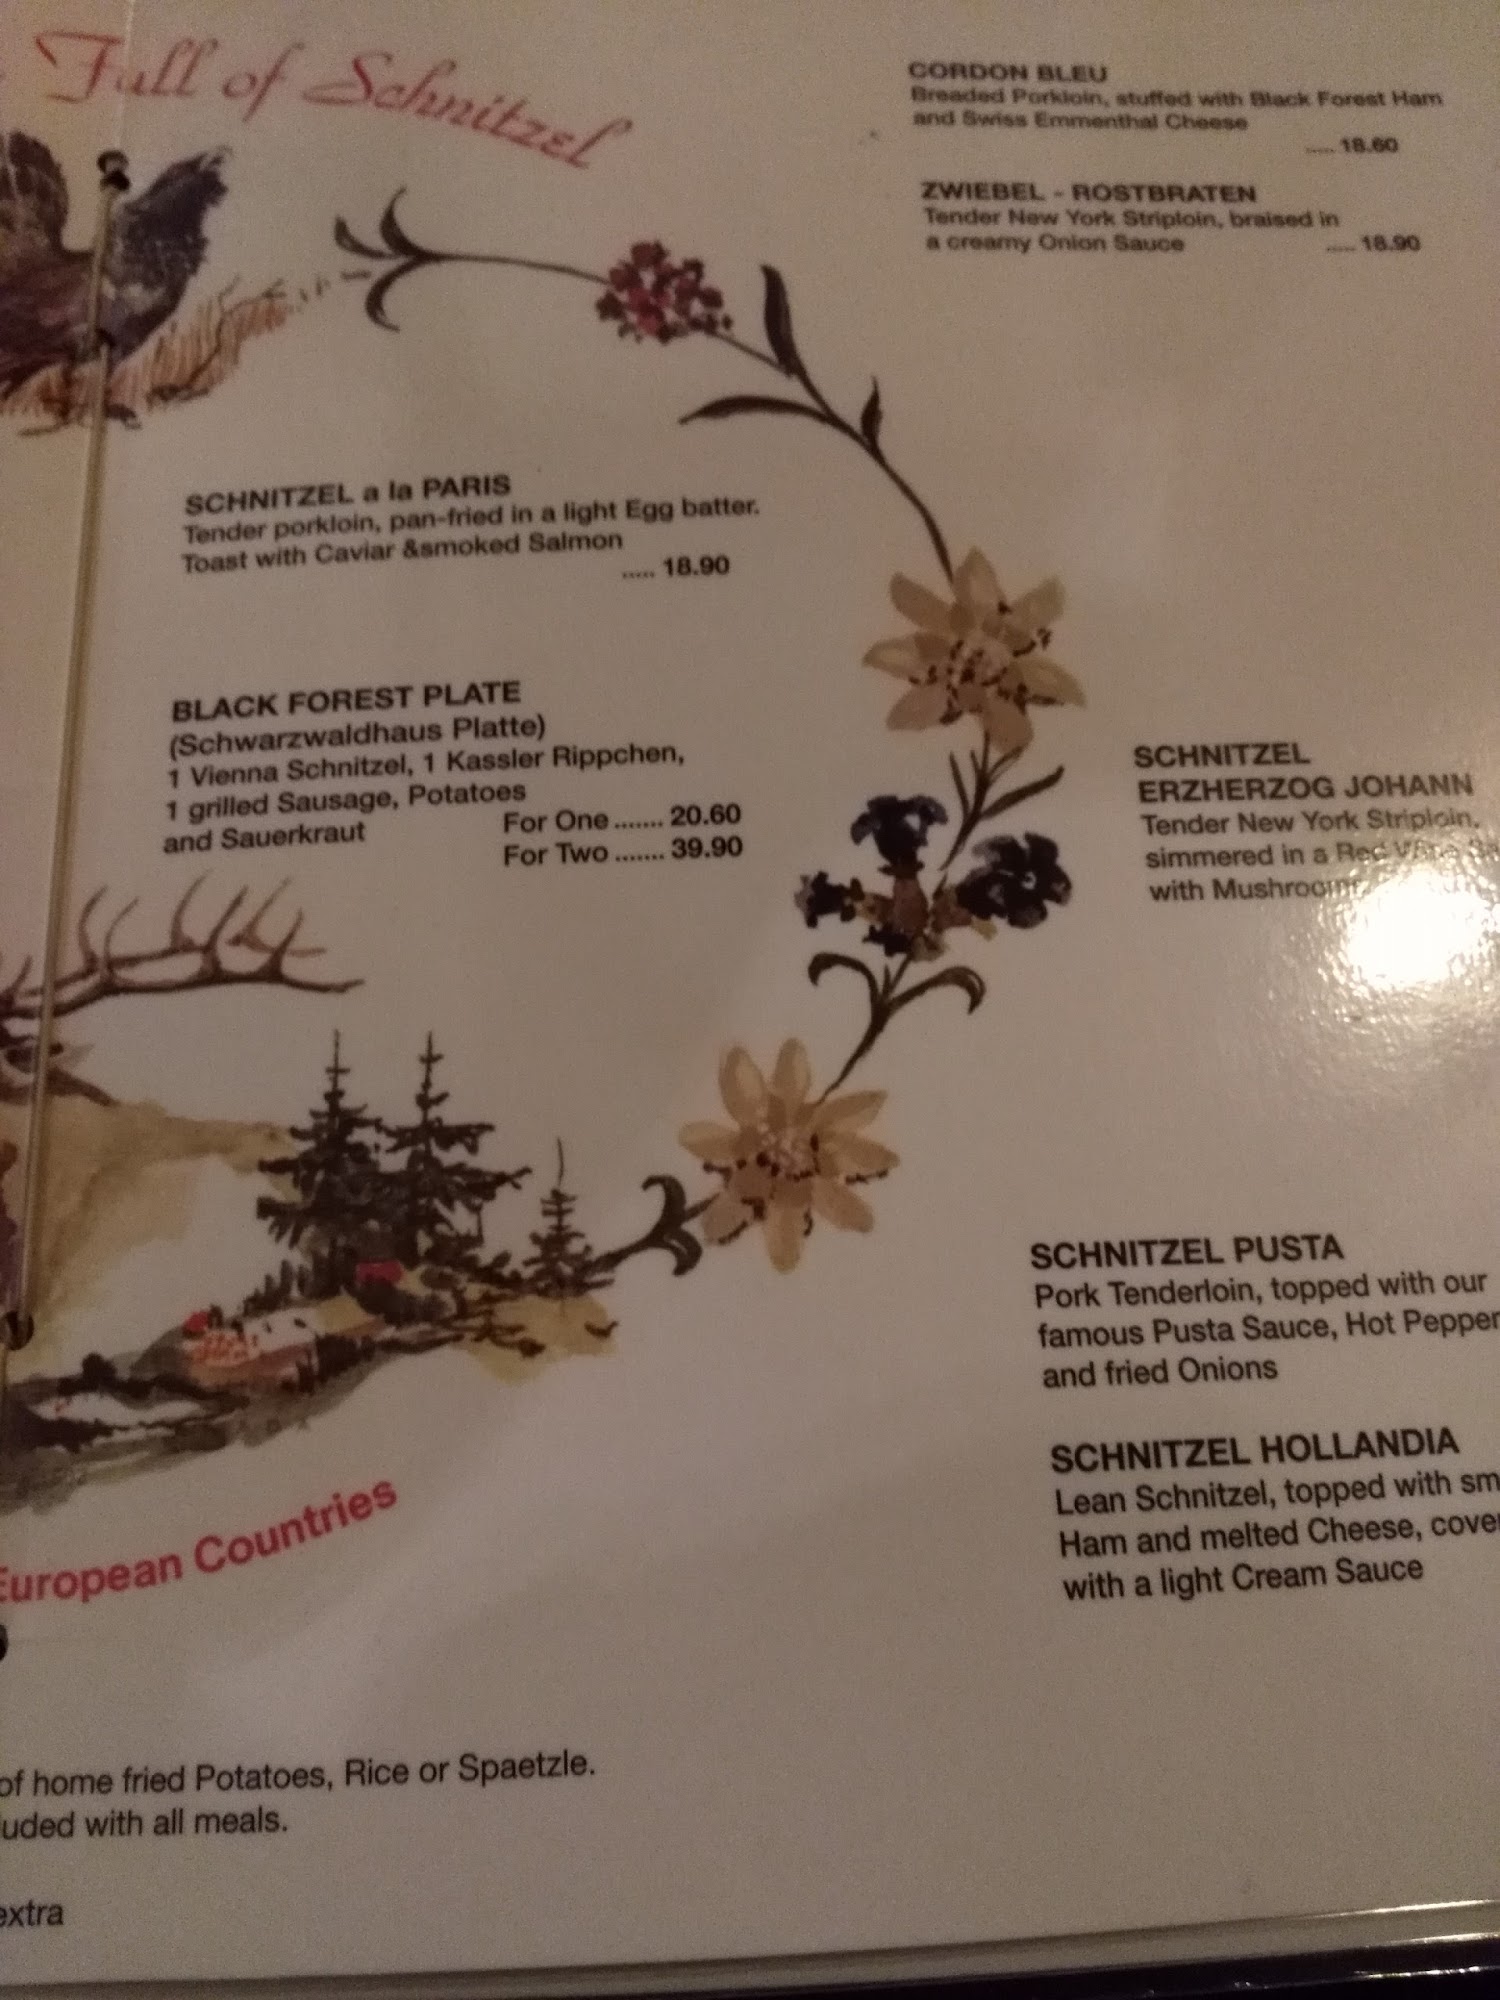 Full of Schnitzel
CORDON BLEU
Breaded Porkloin, stuffed with Black Forest Ham
and Swiss Emmenthal Cheese
..... 18.60
ZWIEBEL - ROSTBRATEN
Tender New York Striploin, braised in
a creamy Onion Sauce ..... 18.90
SCHNITZEL a la PARIS
Tender porkloin, pan-fried in a light Egg batter.
Toast with Caviar &smoked Salmon
..... 18.90
BLACK FOREST PLATE
(Schwarzwaldhaus Platte)
1 Vienna Schnitzel, 1 Kassler Rippchen,
1 grilled Sausage, Potatoes
and Sauerkraut
For One ....... 20.60
For Two ....... 39.90
SCHNITZEL
ERZHERZOG JOHANN
Tender New York Striploin,
simmered in a Red Wine
with
SCHNITZEL PUSTA
Pork Tenderloin, topped with our
famous Pusta Sauce, Hot Pepper
and fried Onions
SCHNITZEL HOLLANDIA
Lean Schnitzel, topped with sm
Ham and melted Cheese, cove
with a light Cream Sauce
European Countries
of home fried Potatoes, Rice or Spaetzle.
luded with all meals.
extra